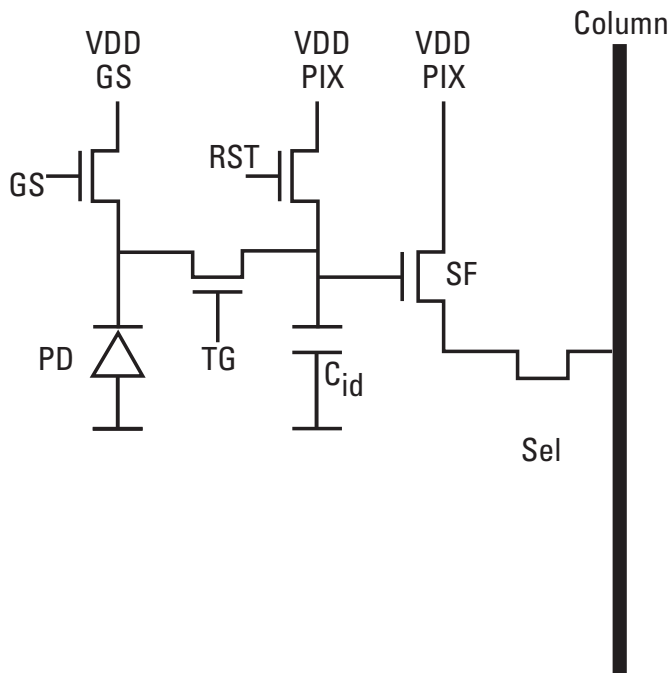 Column
VDD
GS
VDD
PIX
VDD
PIX
GS
RST
SF
PD
TG
Cid
Sel